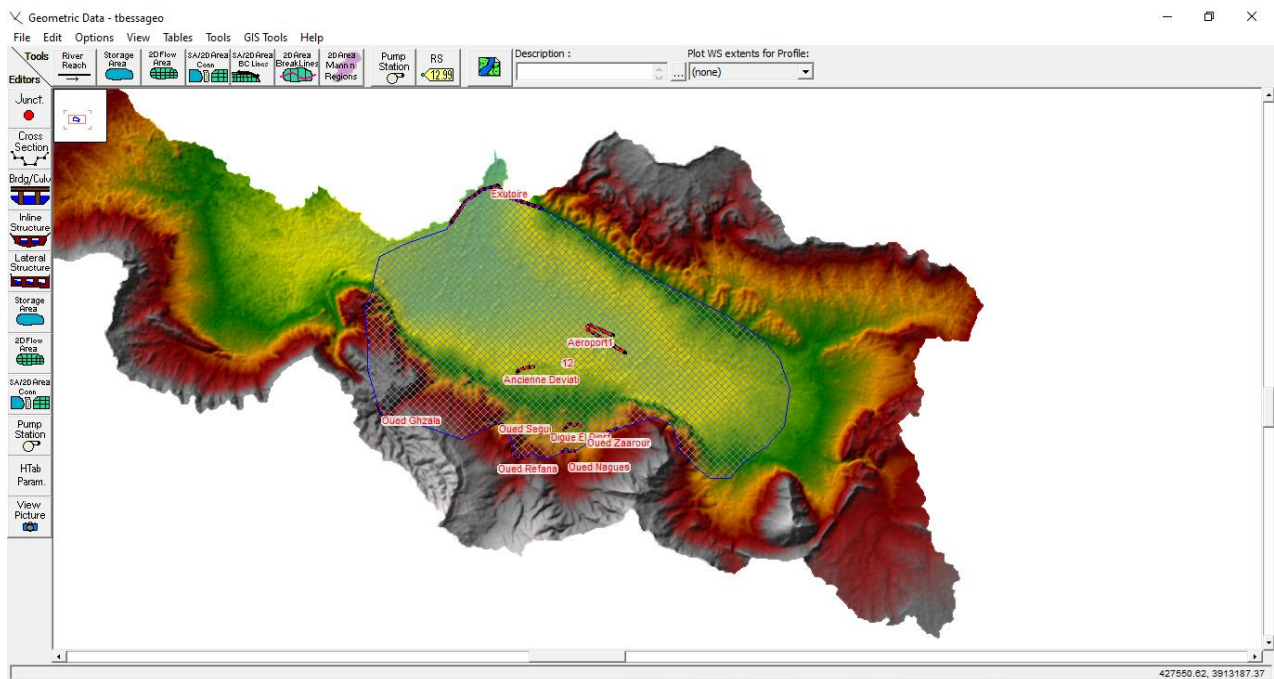 Geometric Data - tbessageo
File Edit Options View Tables Tools GIS Tools Help
Tools
Editors
River
Reach
Storage
Area
2D Flow
Area
SA/2D Area
Conn
SA/2D Area
BC Lines
2D Area
BreakLines
2D Area
Mann n
Regions
Pump
Station
RS
12.99
Description :
...
Plot WS extents for Profile:
(none)
Junct.
Cross
Section
Brdg/Culv
Inline
Structure
Lateral
Structure
Storage
Area
2D Flow
Area
SA/2D Area
Conn
Pump
Station
HTab
Param.
View
Picture
Exutoire
Aéroport1
12
Ancienne Deviati
Oued Ghzala
Oued Segui
Digue El
Oued Zaarour
Oued Refana
Oued Nagues
427550.62, 3913187.37